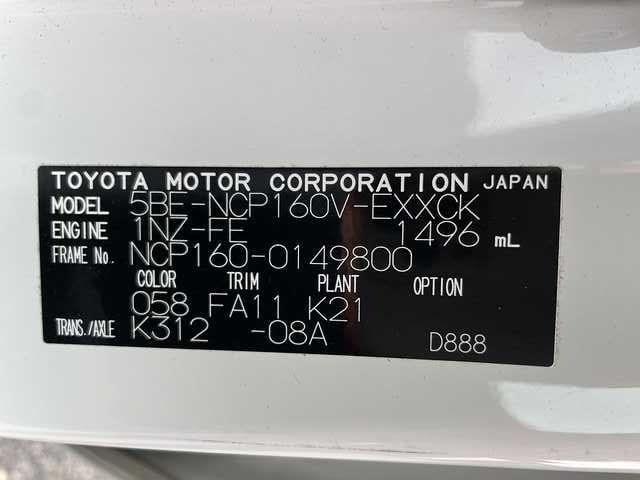 TOYOTA MOTOR CORPORATION JAPAN
MODEL 5BE-NCP160V-EXXCK
ENGINE 1NZ-FE 1496 mL
FRAME No. NCP160-0149800
COLOR TRIM PLANT OPTION
058 FA11 K21
TRANS./AXLE K312 -08A D888